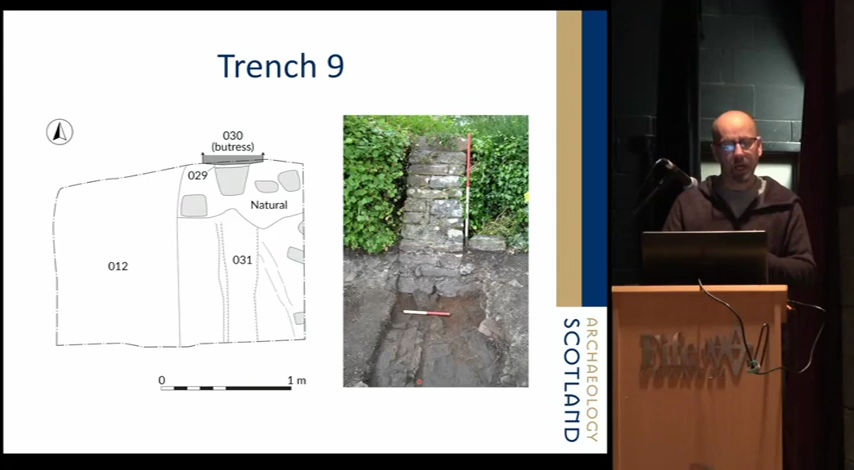 Trench 9
030
(butress)
029
Natural
012
031
0
1 m
ARCHAEOLOGY
SCOTLAND